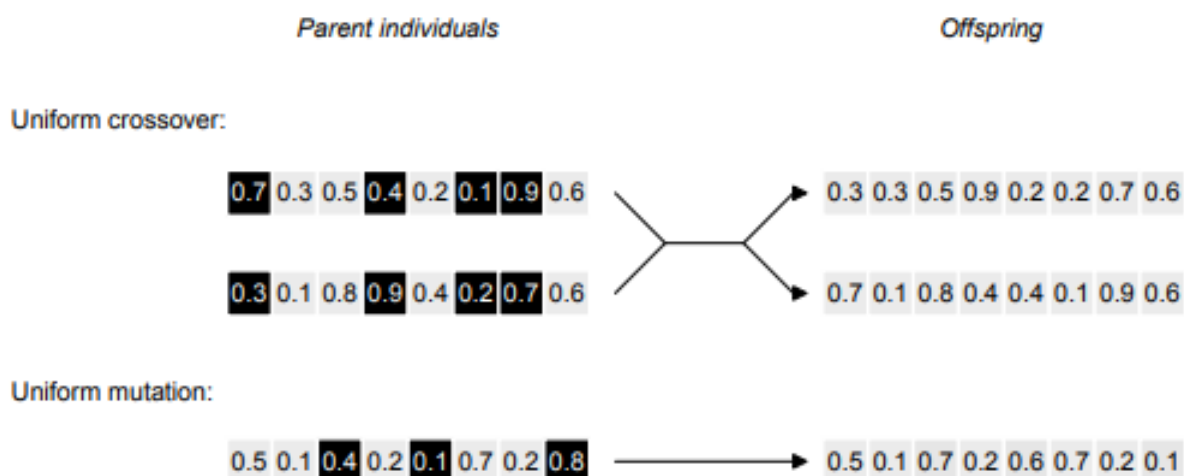 Parent individuals Offspring
Uniform crossover:
0.7 0.3 0.5 0.4 0.2 0.1 0.9 0.6 0.3 0.3 0.5 0.9 0.2 0.2 0.7 0.6
0.3 0.1 0.8 0.9 0.4 0.2 0.7 0.6 0.7 0.1 0.8 0.4 0.4 0.1 0.9 0.6
Uniform mutation:
0.5 0.1 0.4 0.2 0.1 0.7 0.2 0.8 0.5 0.1 0.7 0.2 0.6 0.7 0.2 0.1